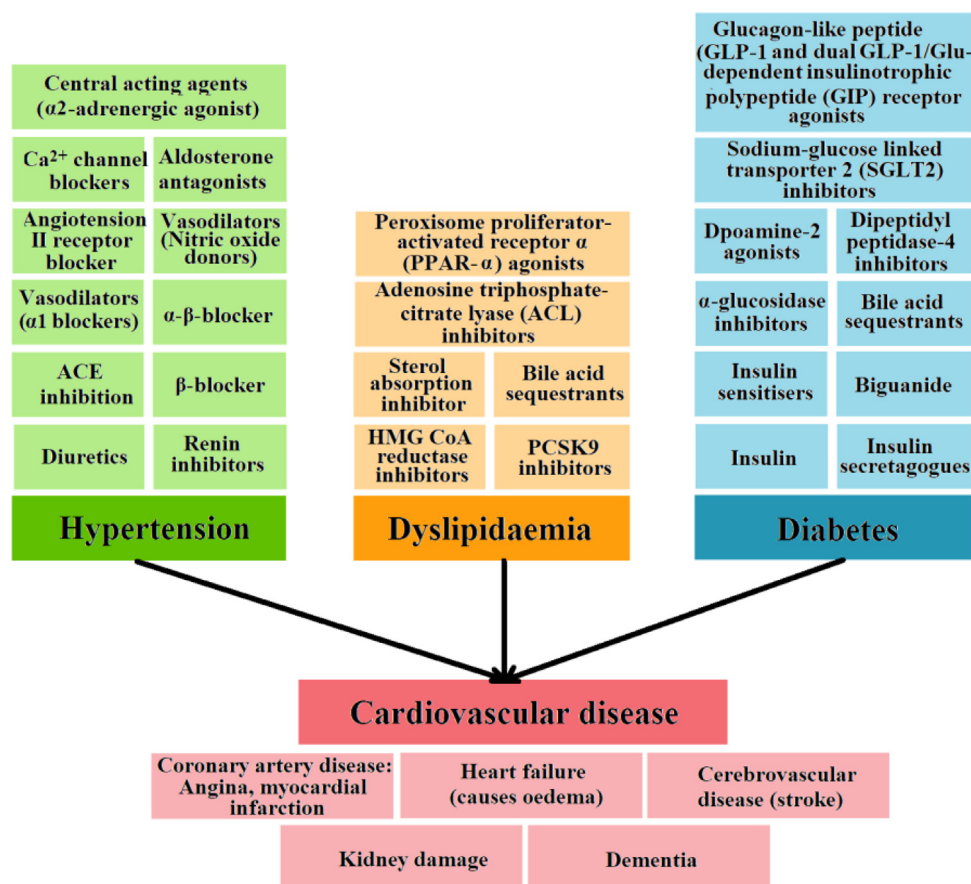 Central acting agents
(α2-adrenergic agonist)
Ca²⁺ channel
blockers
Aldosterone
antagonists
Angiotension
II receptor
blocker
Vasodilators
(Nitric oxide
donors)
Vasodilators
(α1 blockers)
α-β-blocker
ACE
inhibition
β-blocker
Diuretics
Renin
inhibitors
Hypertension
Peroxisome proliferator-
activated receptor α
(PPAR-α) agonists
Adenosine triphosphate-
citrate lyase (ACL)
inhibitors
Sterol
absorption
inhibitor
Bile acid
sequestrants
HMG CoA
reductase
inhibitors
PCSK9
inhibitors
Dyslipidaemia
Glucagon-like peptide
(GLP-1 and dual GLP-1/Glu-
dependent insulinotrophic
polypeptide (GIP) receptor
agonists
Sodium-glucose linked
transporter 2 (SGLT2)
inhibitors
Dpoamine-2
agonists
Dipeptidyl
peptidase-4
inhibitors
α-glucosidase
inhibitors
Bile acid
sequestrants
Insulin
sensitisers
Biguanide
Insulin
Insulin
secretagogues
Diabetes
Cardiovascular disease
Coronary artery disease:
Angina, myocardial
infarction
Heart failure
(causes oedema)
Cerebrovascular
disease (stroke)
Kidney damage
Dementia